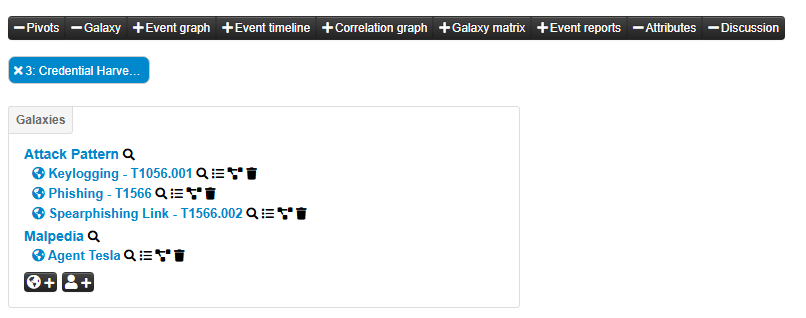 Pivots Galaxy Event graph Event timeline Correlation graph Galaxy matrix Event reports Attributes Discussion
3: Credential Harve...
Galaxies
Attack Pattern
Keylogging - T1056.001
Phishing - T1566
Spearphishing Link - T1566.002
Malpedia
Agent Tesla